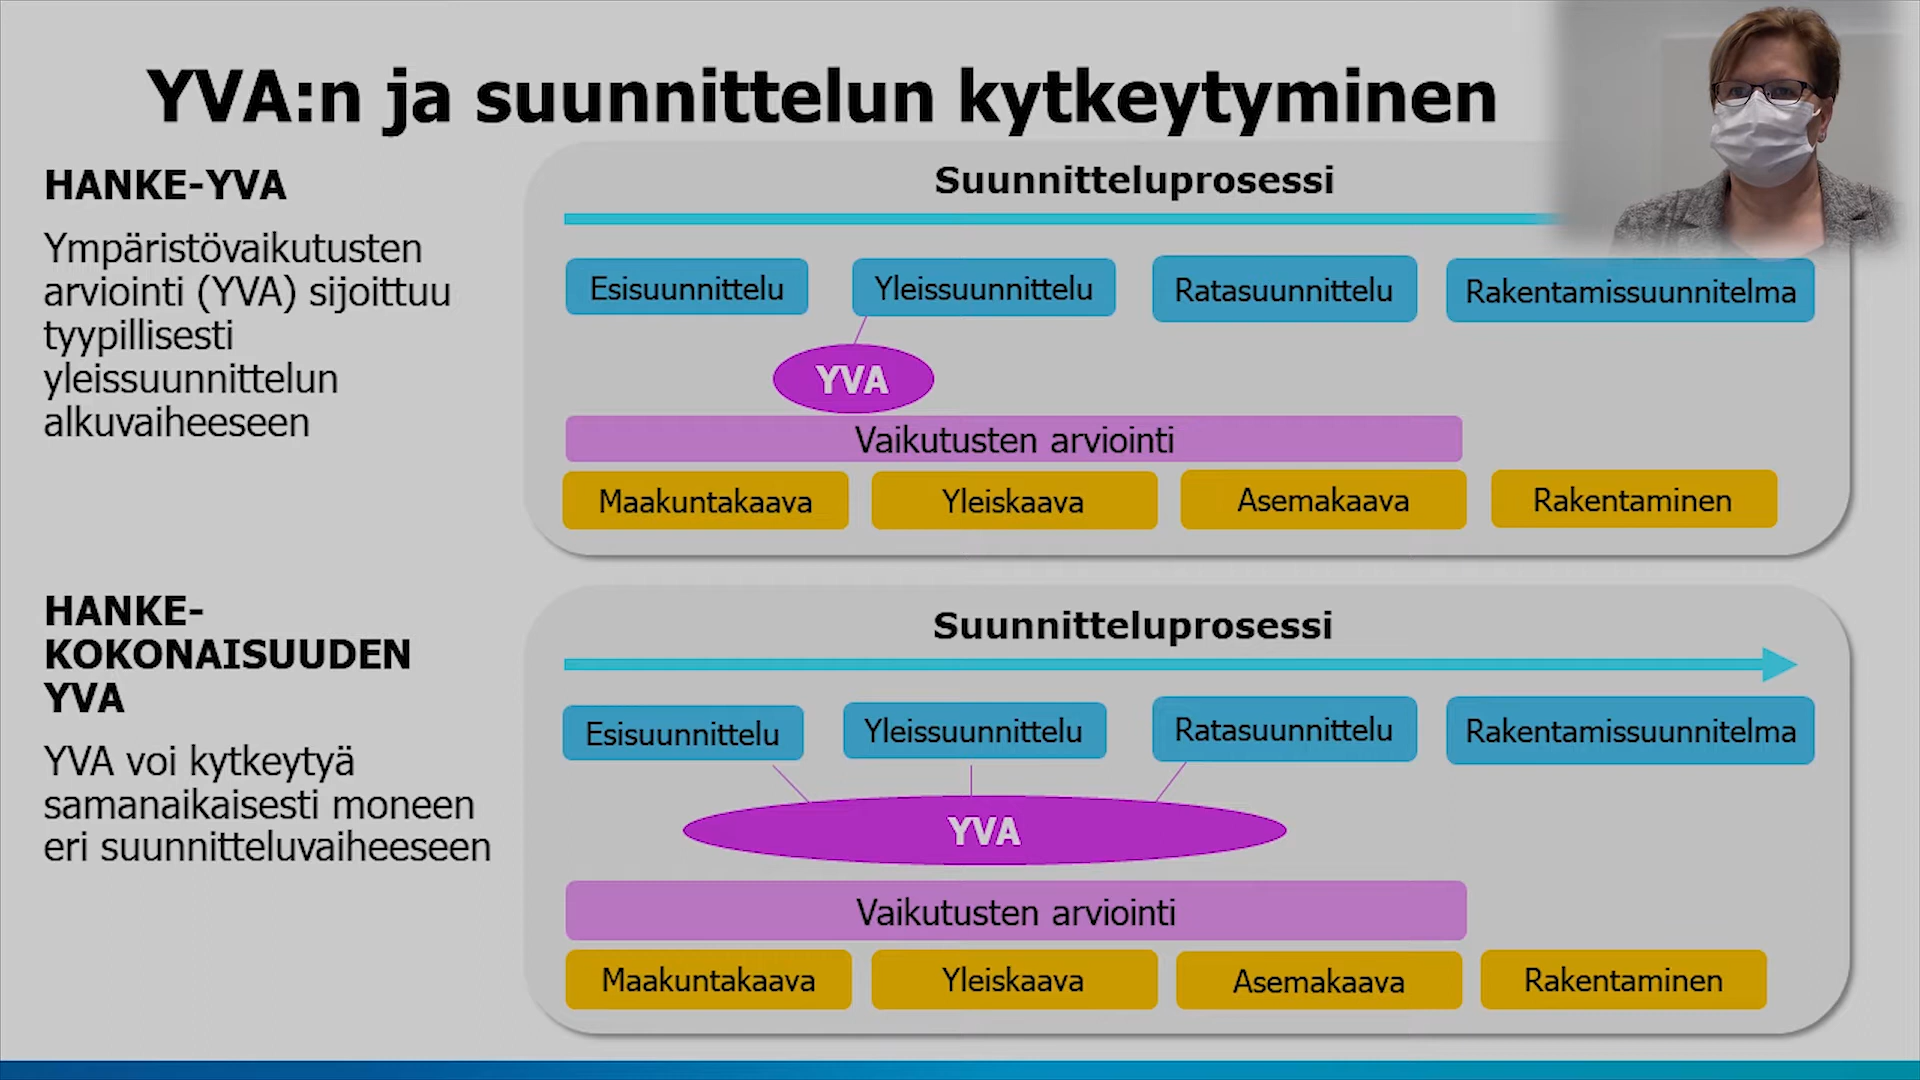 YVA:n ja suunnittelun kytkeytyminen
HANKE-YVA
Ympäristövaikutusten
arviointi (YVA) sijoittuu
tyypillisesti
yleissuunnittelun
alkuvaiheeseen
Suunnitteluprosessi
Esisuunnittelu
Yleissuunnittelu
Ratasuunnittelu
Rakentamissuunnitelma
YVA
Vaikutusten arviointi
Maakuntakaava
Yleiskaava
Asemakaava
Rakentaminen
HANKE-
KOKONAISUUDEN
YVA
YVA voi kytkeytyä
samanaikaisesti moneen
eri suunnitteluvaiheeseen
Suunnitteluprosessi
Esisuunnittelu
Yleissuunnittelu
Ratasuunnittelu
Rakentamissuunnitelma
YVA
Vaikutusten arviointi
Maakuntakaava
Yleiskaava
Asemakaava
Rakentaminen